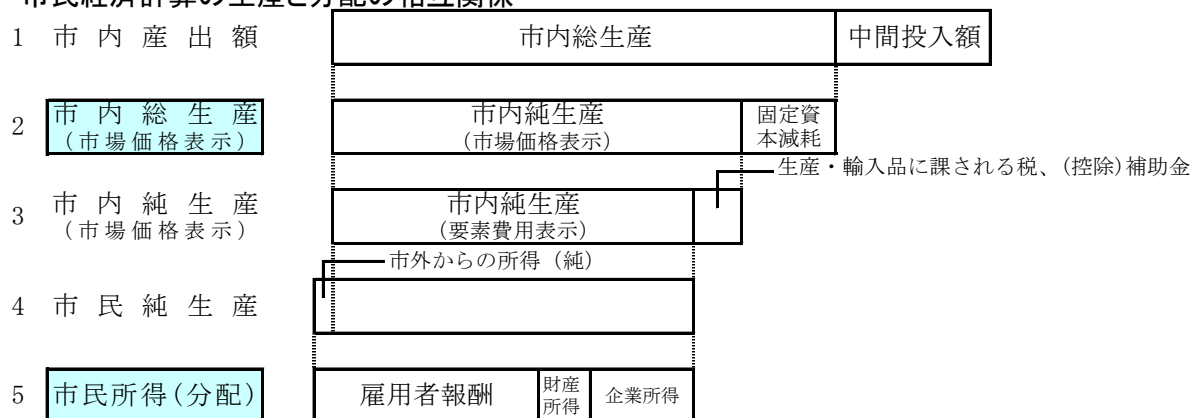 市民経済計算の生産と分配の相互関係
1 市内産出額 市内総生産 中間投入額
2 市内総生産 市内純生産 固定資
(市場価格表示) (市場価格表示) 本減耗
生産・輸入品に課される税、(控除)補助金
3 市内純生産 市内純生産
(市場価格表示) (要素費用表示)
市外からの所得（純）
4 市民純生産
5 市民所得(分配) 雇用者報酬 財産 企業所得
所得